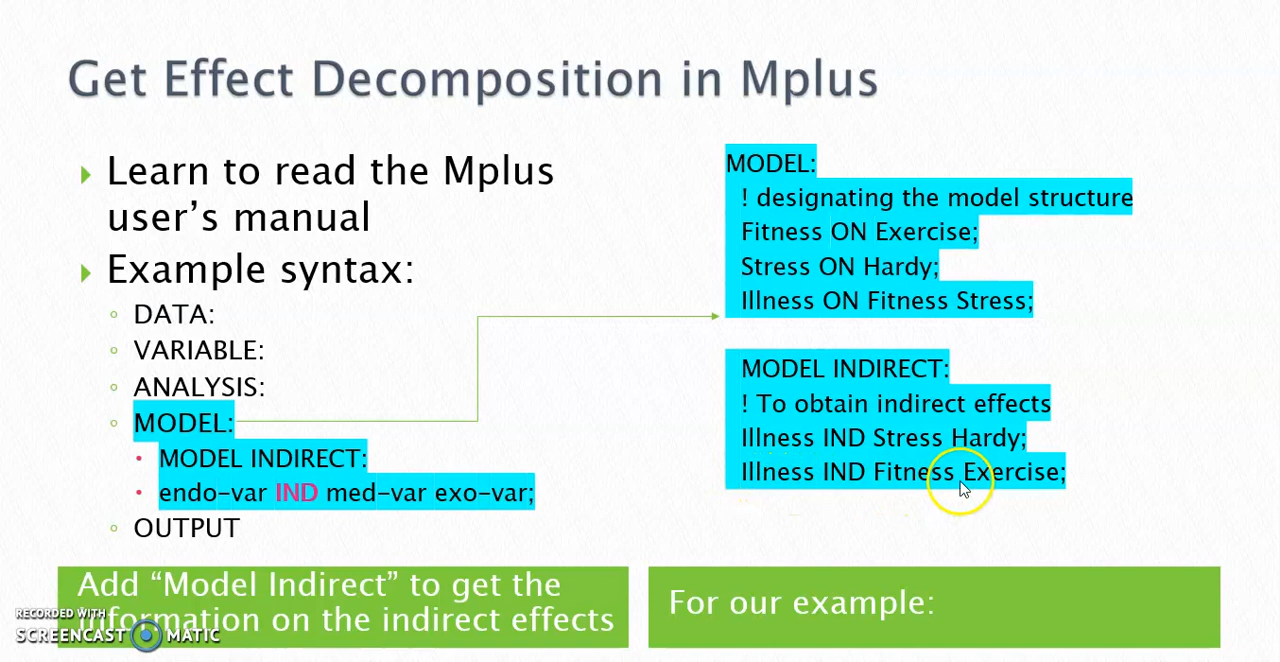 Get Effect Decomposition in Mplus
Learn to read the Mplus
user's manual
Example syntax:
DATA:
VARIABLE:
ANALYSIS:
MODEL:
MODEL INDIRECT:
endo-var IND med-var exo-var;
OUTPUT
Add “Model Indirect” to get the
information on the indirect effects
MODEL:
! designating the model structure
Fitness ON Exercise;
Stress ON Hardy;
Illness ON Fitness Stress;
MODEL INDIRECT:
! To obtain indirect effects
Illness IND Stress Hardy;
Illness IND Fitness Exercise;
For our example:
RECORDED WITH
SCREENCAST MATIC